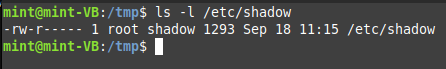 mint@mint-VB:/tmp$ ls -l /etc/shadow
-rw-r----- 1 root shadow 1293 Sep 18 11:15 /etc/shadow
mint@mint-VB:/tmp$